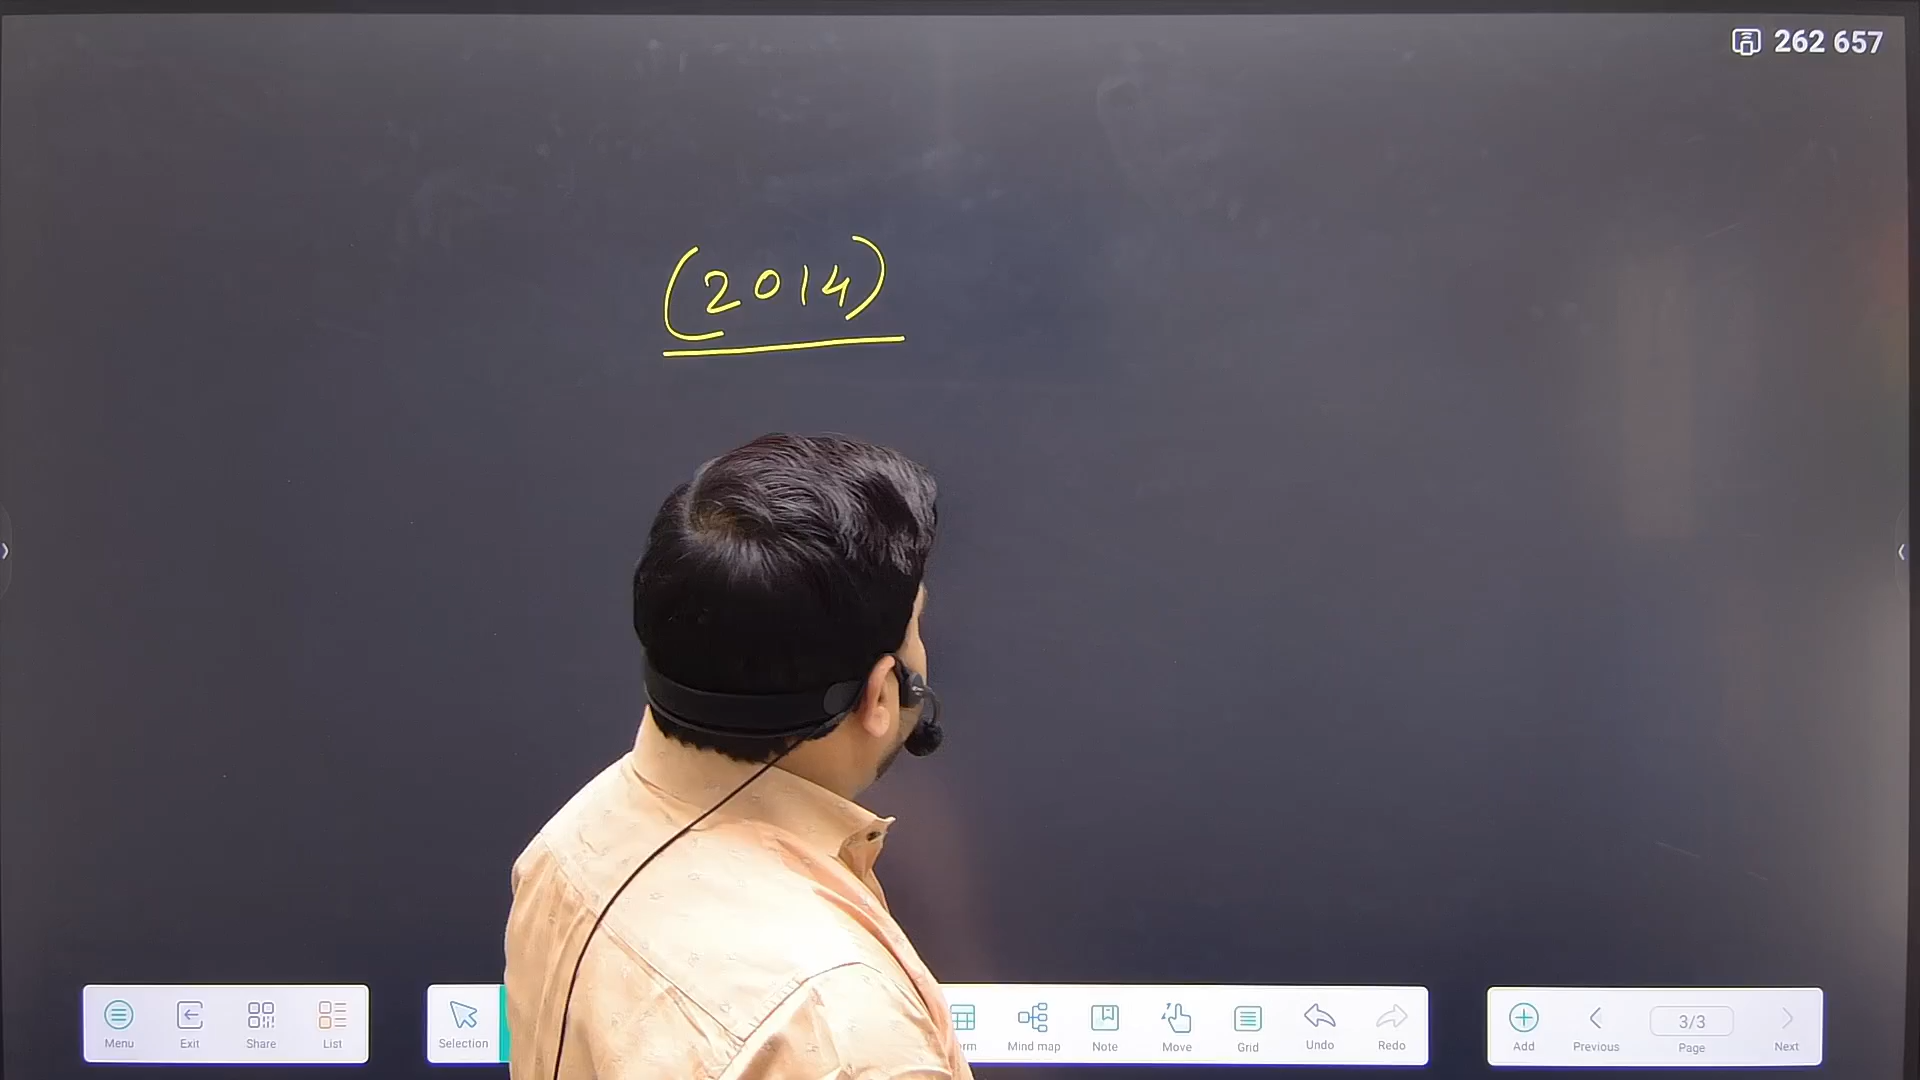 262 657
(2014)
Menu Exit Share List Selection Mind map Note Move Grid Undo Redo Add Previous 3/3 Page Next